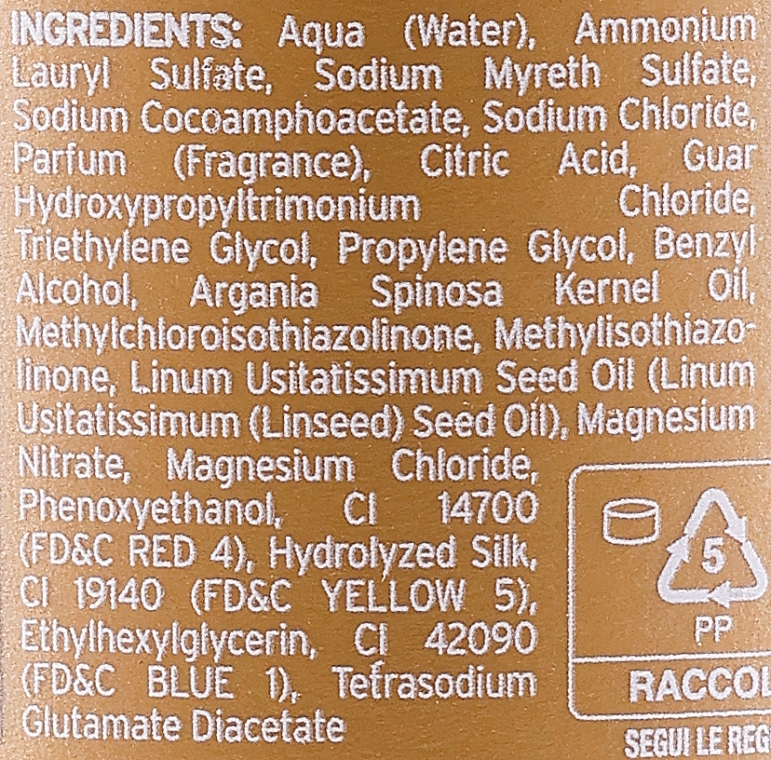 INGREDIENTS: Aqua (Water), Ammonium
Lauryl Sulfate, Sodium Myreth Sulfate,
Sodium Cocoamphoacetate, Sodium Chloride,
Parfum (Fragrance), Citric Acid, Guar
Hydroxypropyltrimonium Chloride,
Triethylene Glycol, Propylene Glycol, Benzyl
Alcohol, Argania Spinosa Kernel Oil,
Methylchloroisothiazolinone, Methylisothiazo-
linone, Linum Usitatissimum Seed Oil (Linum
Usitatissimum (Linseed) Seed Oil), Magnesium
Nitrate, Magnesium Chloride,
Phenoxyethanol, CI 14700
(FD&C RED 4), Hydrolyzed Silk,
CI 19140 (FD&C YELLOW 5),
Ethylhexylglycerin, CI 42090
(FD&C BLUE 1), Tetrasodium
Glutamate Diacetate
5
PP
RACCOL
SEGUI LE REG